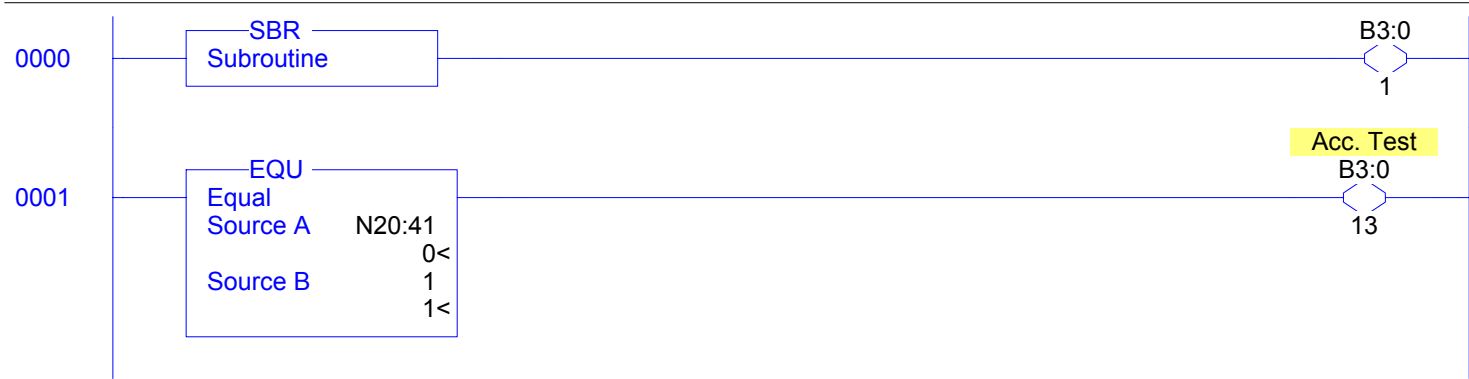 SBR
B3:0
0000
Subroutine
1
Acc. Test
EQU
B3:0
0001
Equal
Source A N20:41
13
0<
Source B 1
1<